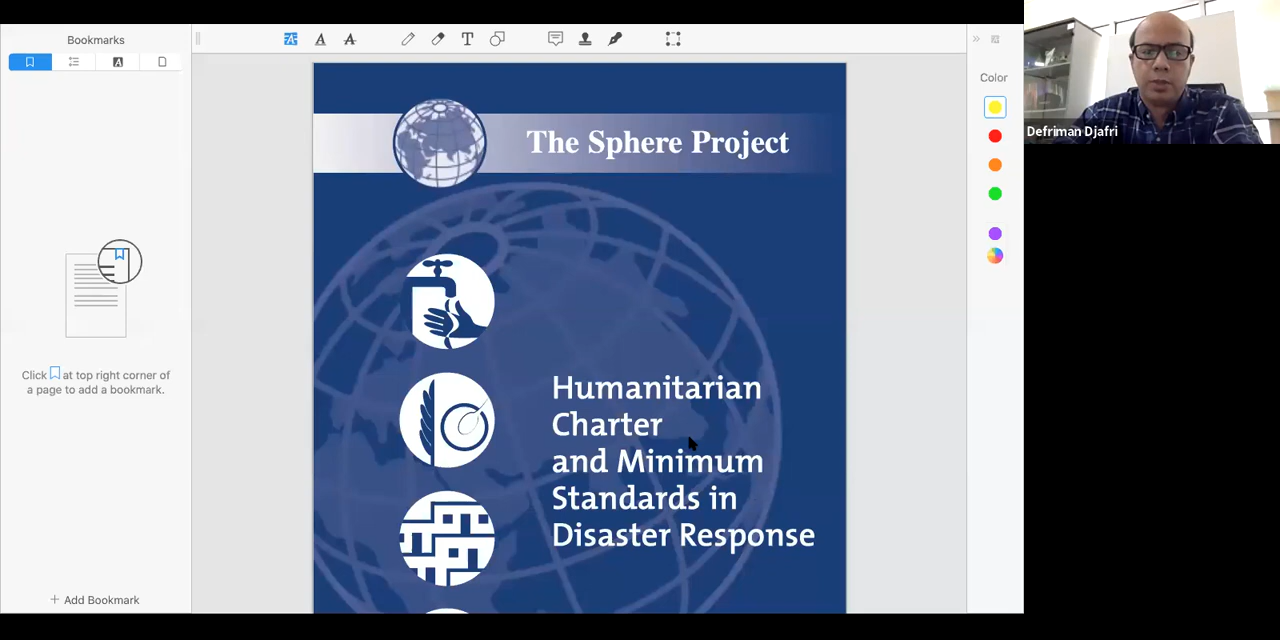 Bookmarks
The Sphere Project
Humanitarian
Charter
and Minimum
Standards in
Disaster Response
Click at top right corner of
a page to add a bookmark.
+ Add Bookmark
Color
Defriman Djafri